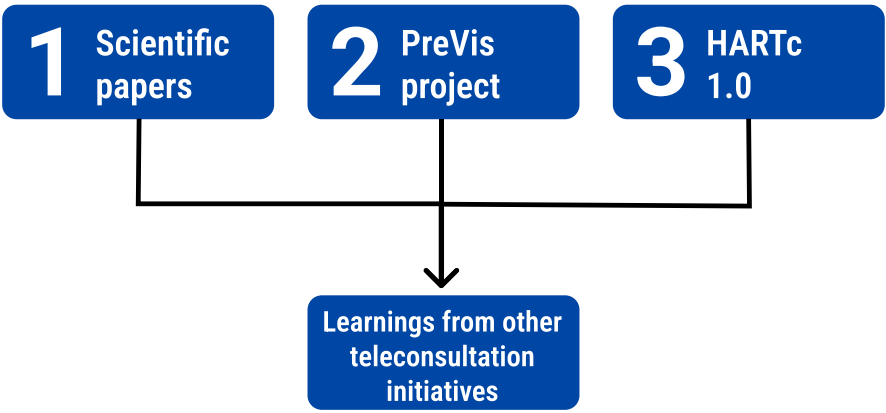 1
Scientific
papers
2
PreVis
project
3
HARTc
1.0
Learnings from other
teleconsultation
initiatives